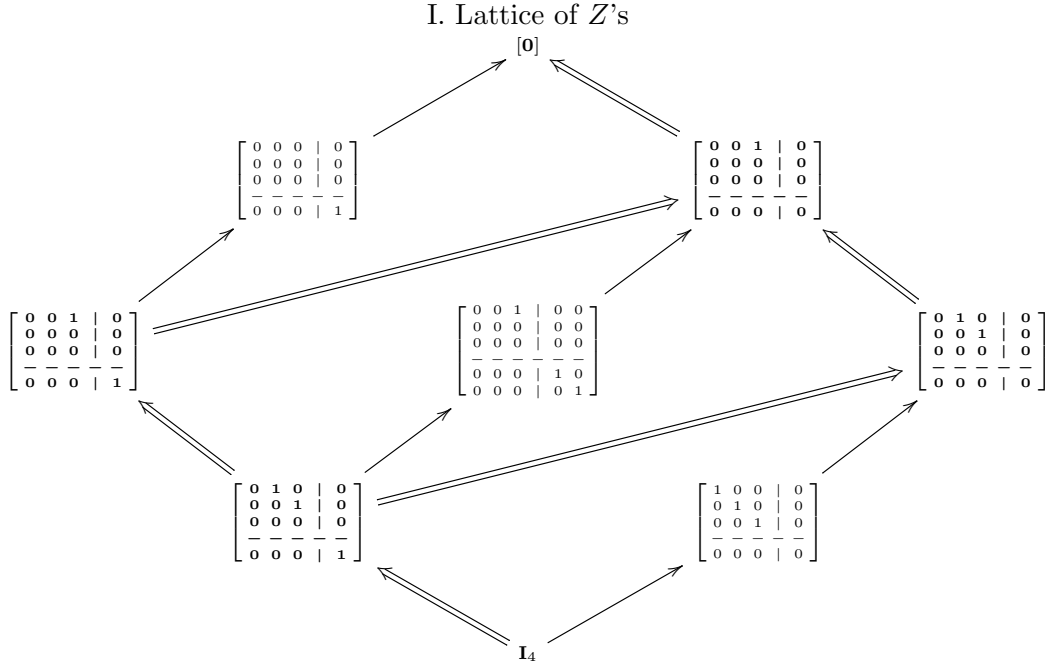 I. Lattice of Z's
[0]
0 0 0 | 0
0 0 0 | 0
0 0 0 | 0
— — — — —
0 0 0 | 1
0 0 1 | 0
0 0 0 | 0
0 0 0 | 0
— — — — —
0 0 0 | 0
0 0 1 | 0
0 0 0 | 0
0 0 0 | 0
— — — — —
0 0 0 | 1
0 0 1 | 0 0
0 0 0 | 0 0
0 0 0 | 0 0
— — — — — —
0 0 0 | 1 0
0 0 0 | 0 1
0 1 0 | 0
0 0 1 | 0
0 0 0 | 0
— — — — —
0 0 0 | 0
0 1 0 | 0
0 0 1 | 0
0 0 0 | 0
— — — — —
0 0 0 | 1
1 0 0 | 0
0 1 0 | 0
0 0 1 | 0
— — — — —
0 0 0 | 0
I₄